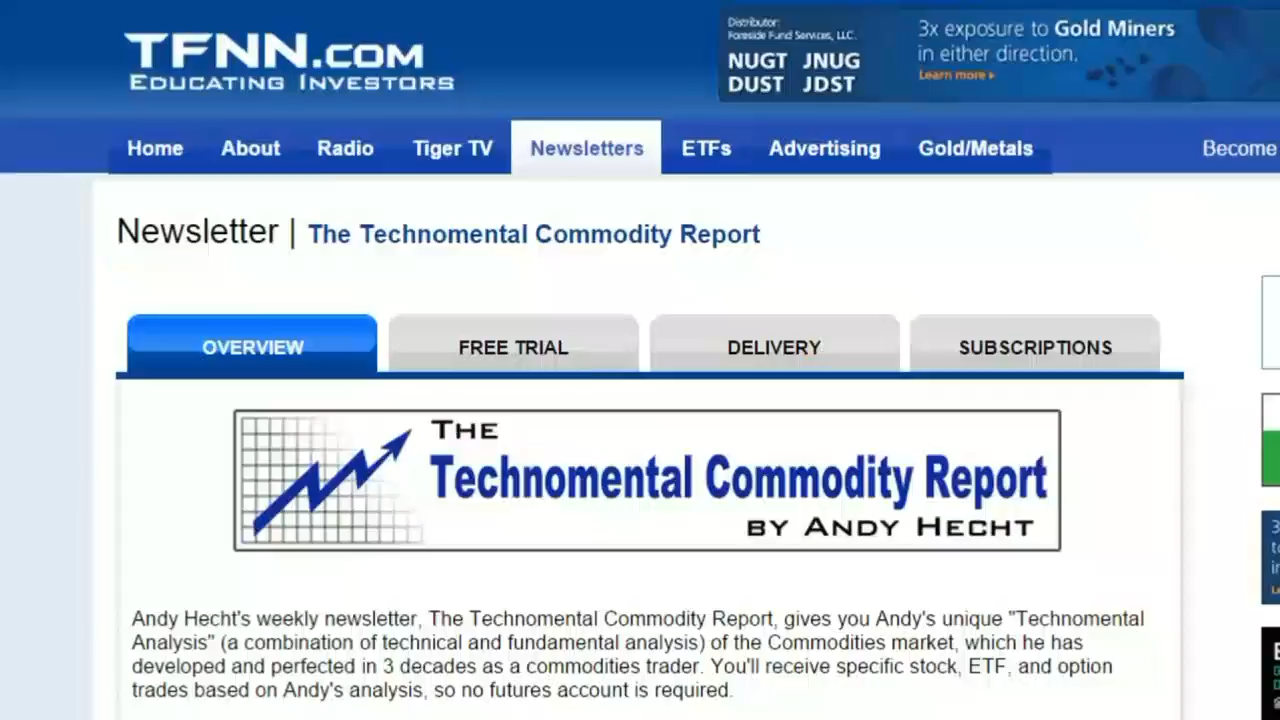 TFNN.COM
EDUCATING INVESTORS
Distributor:
Foreside Fund Services, LLC.
NUGT JNUG
DUST JDST
3x exposure to Gold Miners
in either direction.
Learn more
Home About Radio Tiger TV Newsletters ETFs Advertising Gold/Metals Become
Newsletter | The Technomental Commodity Report
OVERVIEW FREE TRIAL DELIVERY SUBSCRIPTIONS
THE
Technomental Commodity Report
BY ANDY HECHT
Andy Hecht's weekly newsletter, The Technomental Commodity Report, gives you Andy's unique "Technomental
Analysis" (a combination of technical and fundamental analysis) of the Commodities market, which he has
developed and perfected in 3 decades as a commodities trader. You'll receive specific stock, ETF, and option
trades based on Andy's analysis, so no futures account is required.